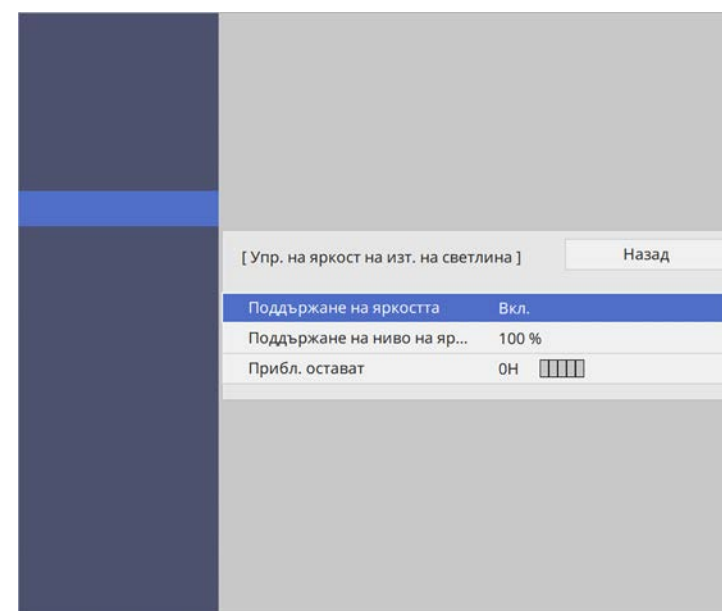 [ Упр. на яркост на изт. на светлина ] Назад
Поддържане на яркостта Вкл.
Поддържане на ниво на яр... 100 %
Прибл. остават 0H